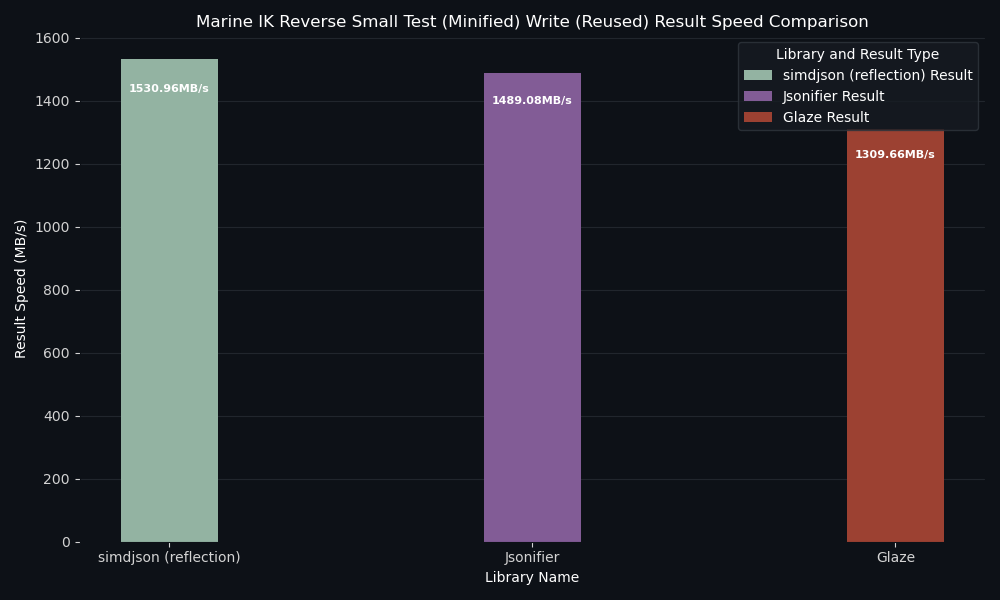 Marine IK Reverse Small Test (Minified) Write (Reused) Result Speed Comparison
Library and Result Type
simdjson (reflection) Result
Jsonifier Result
Glaze Result
1530.96MB/s
1489.08MB/s
1309.66MB/s
Result Speed (MB/s)
1600
1400
1200
1000
800
600
400
200
0
simdjson (reflection)
Jsonifier
Glaze
Library Name